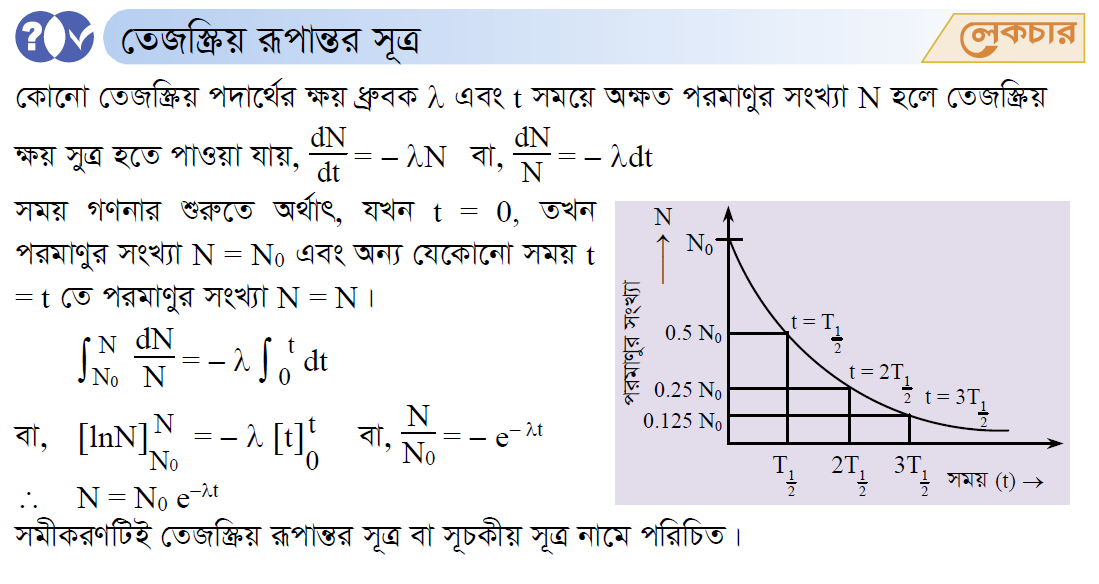 তেজস্ক্রিয় রূপান্তর সূত্র
লেকচার
কোনো তেজস্ক্রিয় পদার্থের ক্ষয় ধ্রুবক λ এবং t সময়ে অক্ষত পরমাণুর সংখ্যা N হলে তেজস্ক্রিয়
ক্ষয় সুত্র হতে পাওয়া যায়, dN/dt = – λN বা, dN/N = – λdt
সময় গণনার শুরুতে অর্থাৎ, যখন t = 0, তখন
পরমাণুর সংখ্যা N = N₀ এবং অন্য যেকোনো সময় t
= t তে পরমাণুর সংখ্যা N = N।
∫_{N₀}^{N} dN/N = – λ ∫_{0}^{t} dt
বা, [lnN]_{N₀}^{N} = – λ [t]_{0}^{t} বা, N/N₀ = – e^{– λt}
∴ N = N₀ e^{–λt}
সমীকরণটিই তেজস্ক্রিয় রূপান্তর সূত্র বা সূচকীয় সূত্র নামে পরিচিত।
N
পরমাণুর সংখ্যা
N₀
0.5 N₀
0.25 N₀
0.125 N₀
t = T_{1/2}
t = 2T_{1/2}
t = 3T_{1/2}
T_{1/2} 2T_{1/2} 3T_{1/2} সময় (t) →